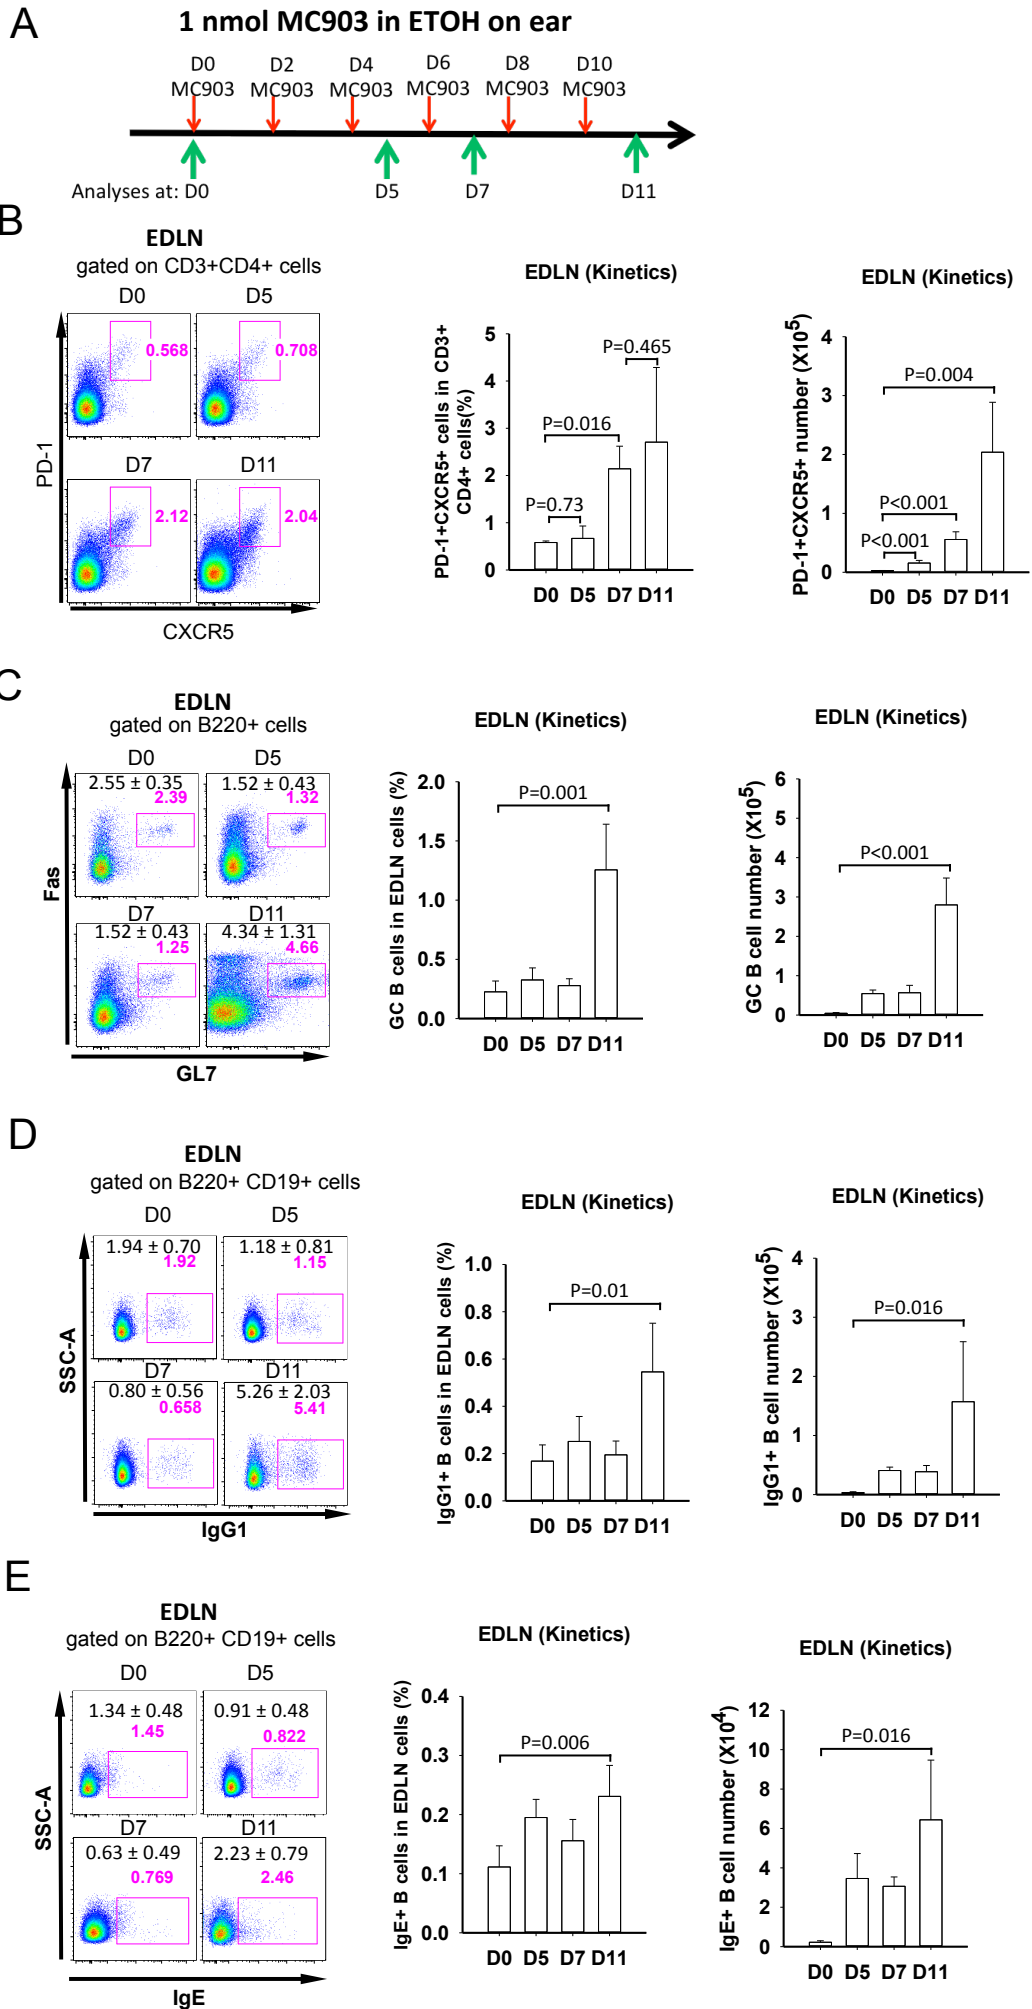 A
1 nmol MC903 in ETOH on ear
D0 D2 D4 D6 D8 D10
MC903 MC903 MC903 MC903 MC903 MC903
Analyses at: D0 D5 D7 D11
B
EDLN
gated on CD3+CD4+ cells
D0 D5
0.568 0.708
D7 D11
2.12 2.04
PD-1
CXCR5
EDLN (Kinetics)
PD-1+CXCR5+ cells in CD3+
CD4+ cells(%)
5
4
3
2
1
0
P=0.465
P=0.016
P=0.73
D0 D5 D7 D11
EDLN (Kinetics)
PD-1+CXCR5+ number (X10⁵)
4
3
2
1
0
P=0.004
P<0.001
P<0.001
D0 D5 D7 D11
C
EDLN
gated on B220+ cells
D0 D5
2.55 ± 0.35 1.52 ± 0.43
2.39 1.32
D7 D11
1.52 ± 0.43 4.34 ± 1.31
1.25 4.66
Fas
GL7
EDLN (Kinetics)
GC B cells in EDLN cells (%)
2.0
1.5
1.0
0.5
0.0
P=0.001
D0 D5 D7 D11
EDLN (Kinetics)
GC B cell number (X10⁵)
6
5
4
3
2
1
0
P<0.001
D0 D5 D7 D11
D
EDLN
gated on B220+ CD19+ cells
D0 D5
1.94 ± 0.70 1.18 ± 0.81
1.92 1.15
D7 D11
0.80 ± 0.56 5.26 ± 2.03
0.658 5.41
SSC-A
IgG1
EDLN (Kinetics)
IgG1+ B cells in EDLN cells (%)
1.0
0.8
0.6
0.4
0.2
0.0
P=0.01
D0 D5 D7 D11
EDLN (Kinetics)
IgG1+ B cell number (X10⁵)
4
3
2
1
0
P=0.016
D0 D5 D7 D11
E
EDLN
gated on B220+ CD19+ cells
D0 D5
1.34 ± 0.48 0.91 ± 0.48
1.45 0.822
D7 D11
0.63 ± 0.49 2.23 ± 0.79
0.769 2.46
SSC-A
IgE
EDLN (Kinetics)
IgE+ B cells in EDLN cells (%)
0.4
0.3
0.2
0.1
0.0
P=0.006
D0 D5 D7 D11
EDLN (Kinetics)
IgE+ B cell number (X10⁴)
12
10
8
6
4
2
0
P=0.016
D0 D5 D7 D11